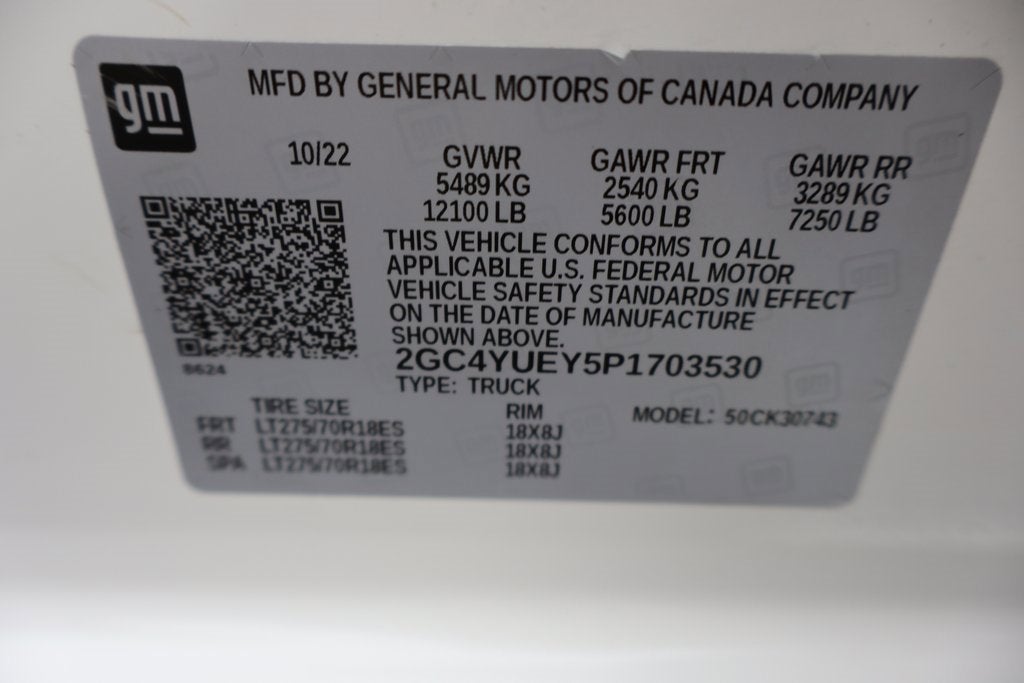 gm
MFD BY GENERAL MOTORS OF CANADA COMPANY
10/22 GVWR GAWR FRT GAWR RR
5489 KG 2540 KG 3289 KG
12100 LB 5600 LB 7250 LB
THIS VEHICLE CONFORMS TO ALL
APPLICABLE U.S. FEDERAL MOTOR
VEHICLE SAFETY STANDARDS IN EFFECT
ON THE DATE OF MANUFACTURE
SHOWN ABOVE.
8624
2GC4YUEY5P1703530
TYPE: TRUCK
TIRE SIZE RIM MODEL: 50CK30743
FRT LT275/70R18ES 18X8J
RR LT275/70R18ES 18X8J
SPA LT275/70R18ES 18X8J